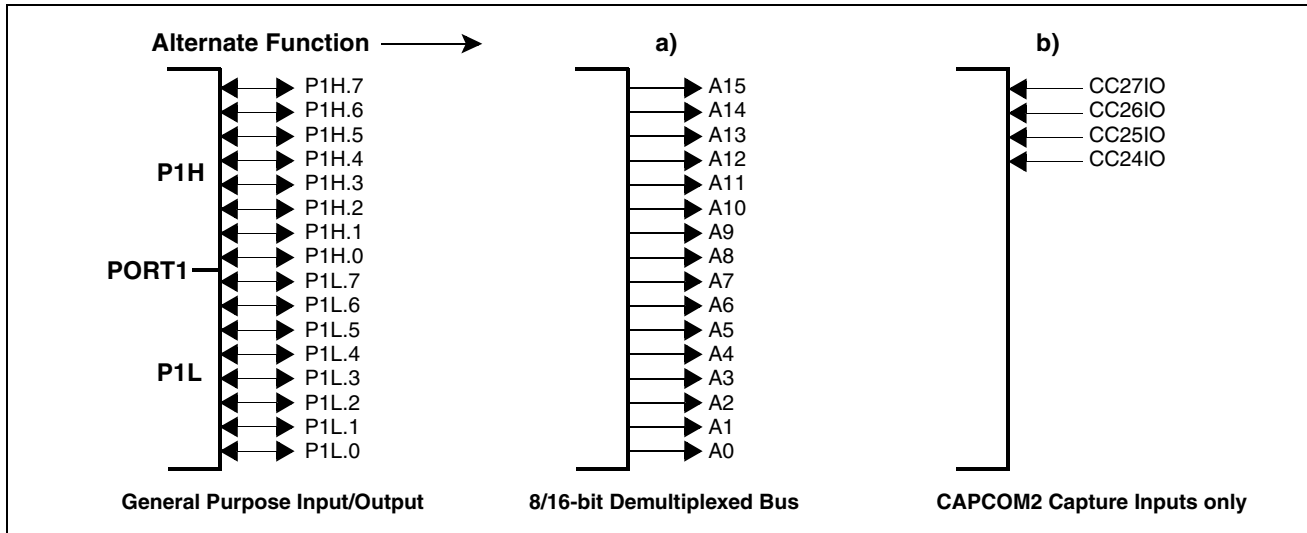 Alternate Function a) b)
P1H.7 A15 CC27IO
P1H.6 A14 CC26IO
P1H.5 A13 CC25IO
P1H.4 A12 CC24IO
P1H
P1H.3 A11
P1H.2 A10
P1H.1 A9
P1H.0 A8
PORT1
P1L.7 A7
P1L.6 A6
P1L.5 A5
P1L.4 A4
P1L
P1L.3 A3
P1L.2 A2
P1L.1 A1
P1L.0 A0
General Purpose Input/Output 8/16-bit Demultiplexed Bus CAPCOM2 Capture Inputs only